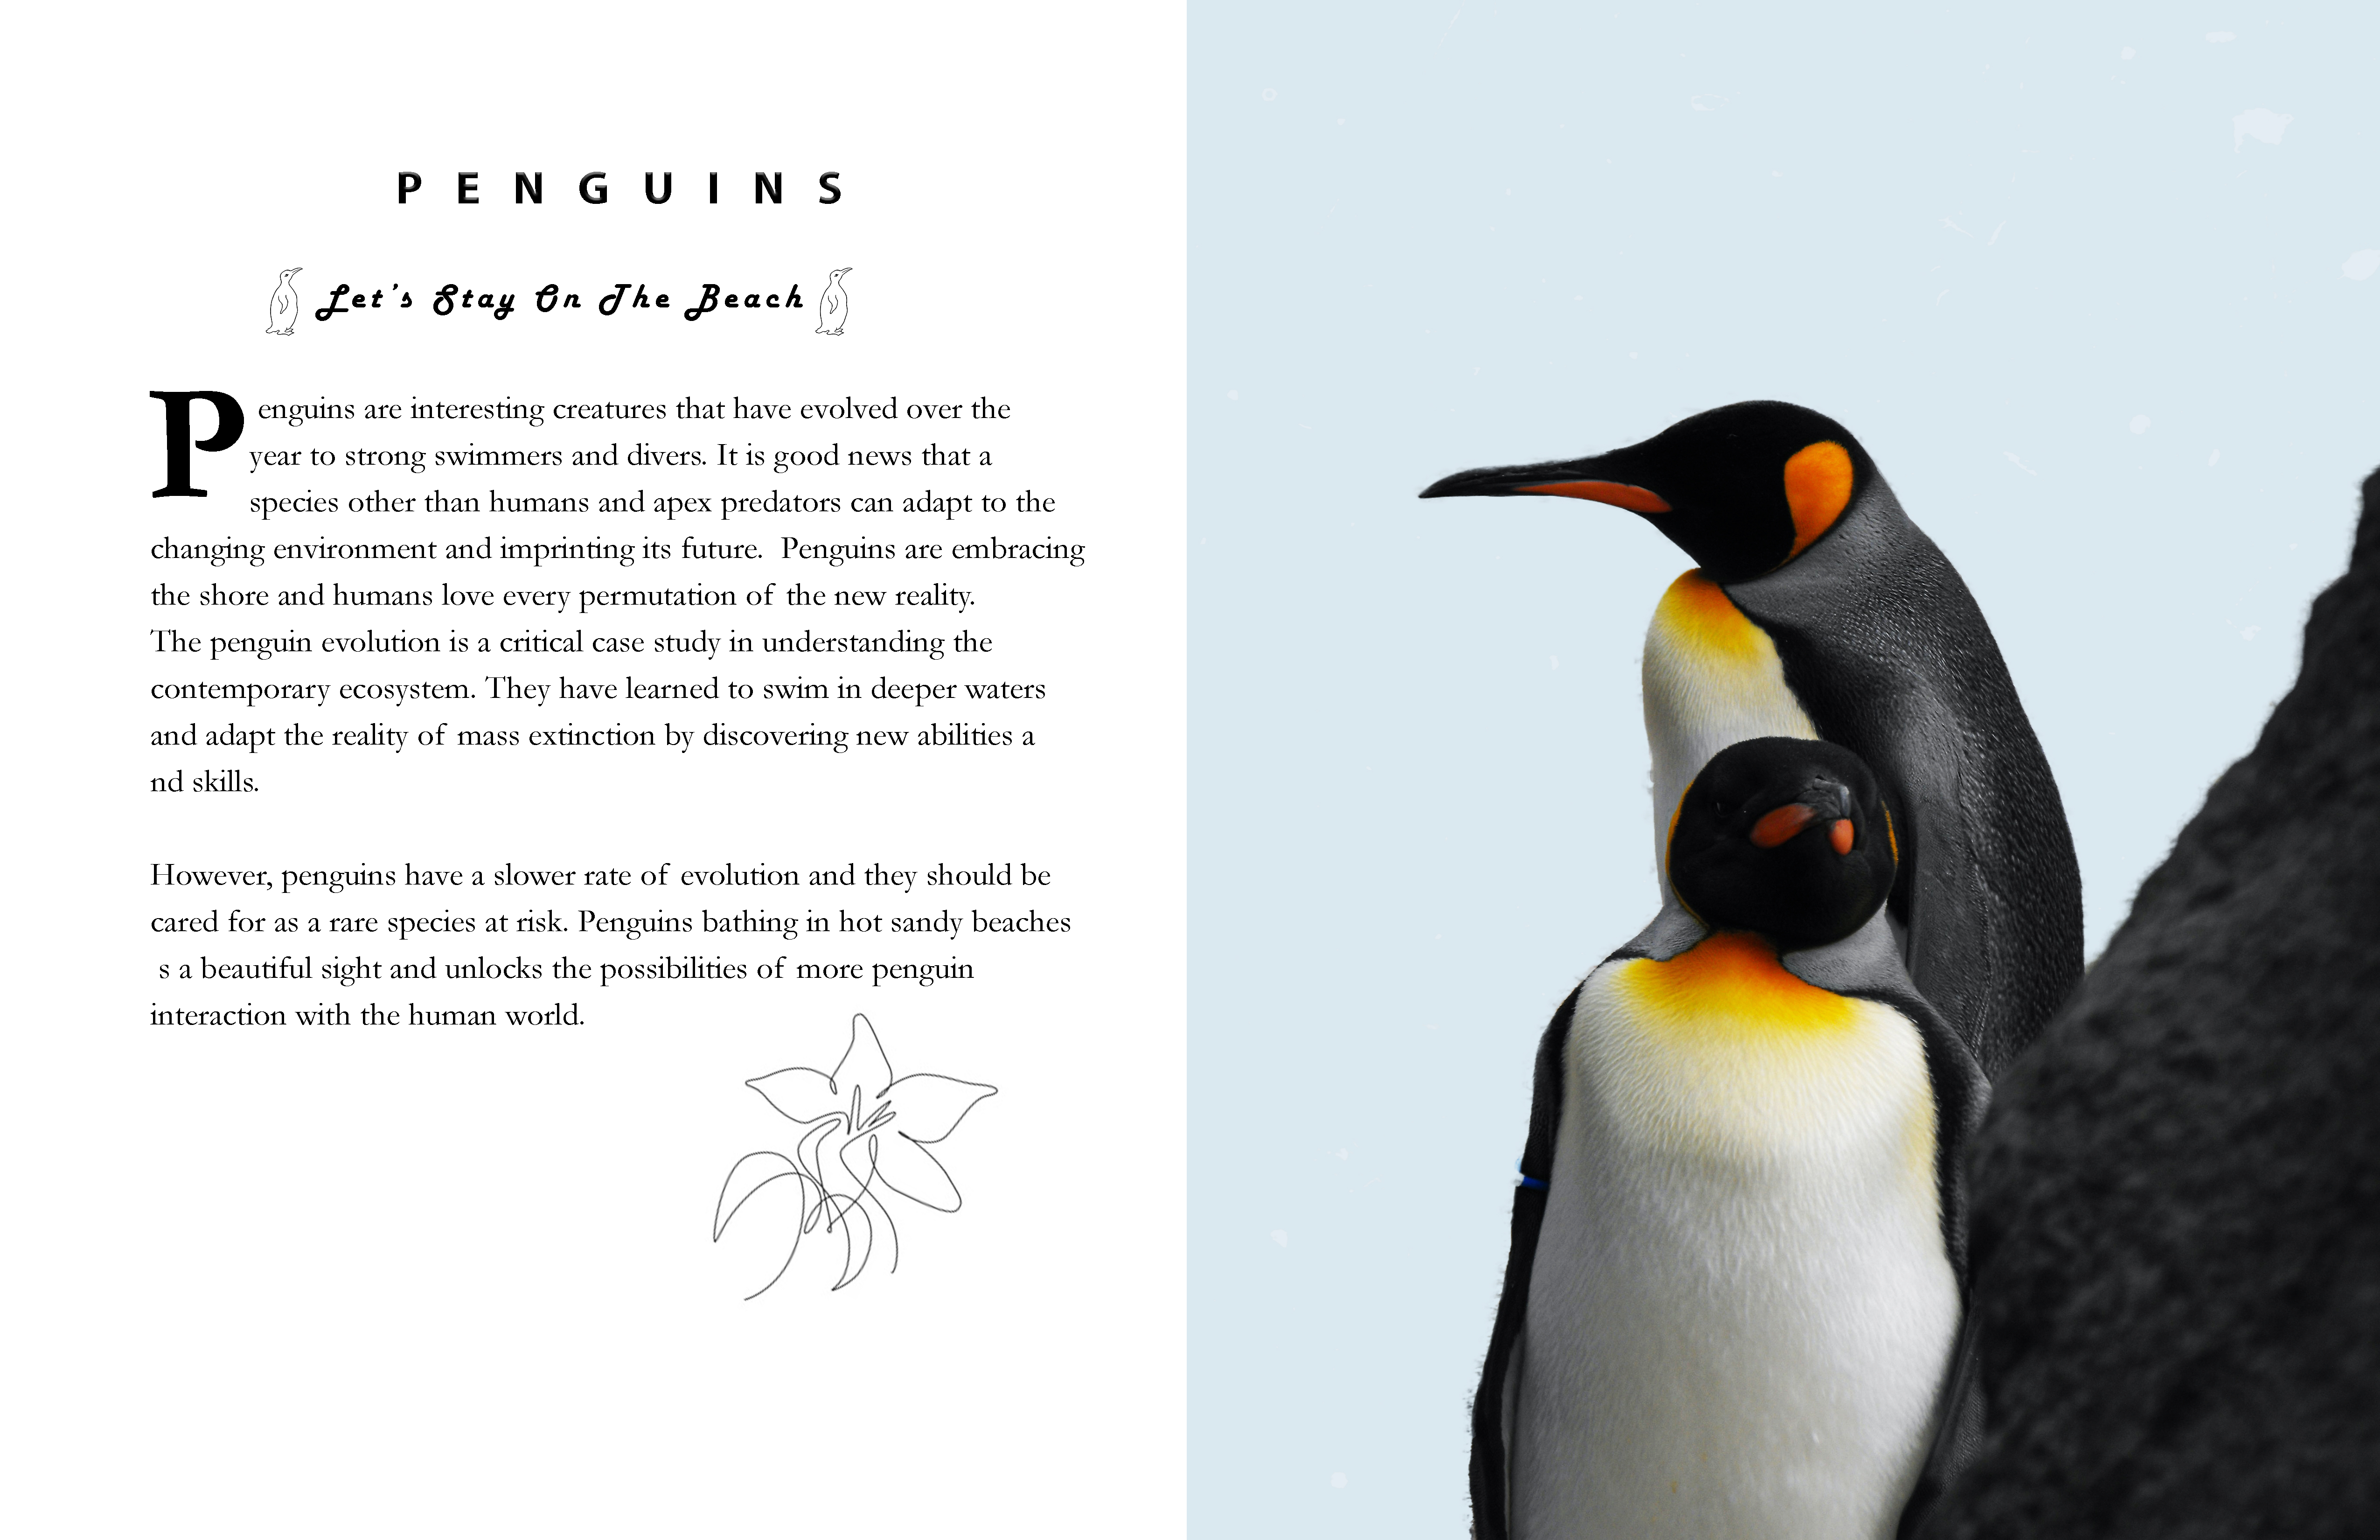 PENGUINS
Let's Stay On The Beach
Penguins are interesting creatures that have evolved over the
year to strong swimmers and divers. It is good news that a
species other than humans and apex predators can adapt to the
changing environment and imprinting its future.  Penguins are embracing
the shore and humans love every permutation of the new reality.
The penguin evolution is a critical case study in understanding the
contemporary ecosystem. They have learned to swim in deeper waters
and adapt the reality of mass extinction by discovering new abilities a
nd skills.
However, penguins have a slower rate of evolution and they should be
cared for as a rare species at risk. Penguins bathing in hot sandy beaches
s a beautiful sight and unlocks the possibilities of more penguin
interaction with the human world.